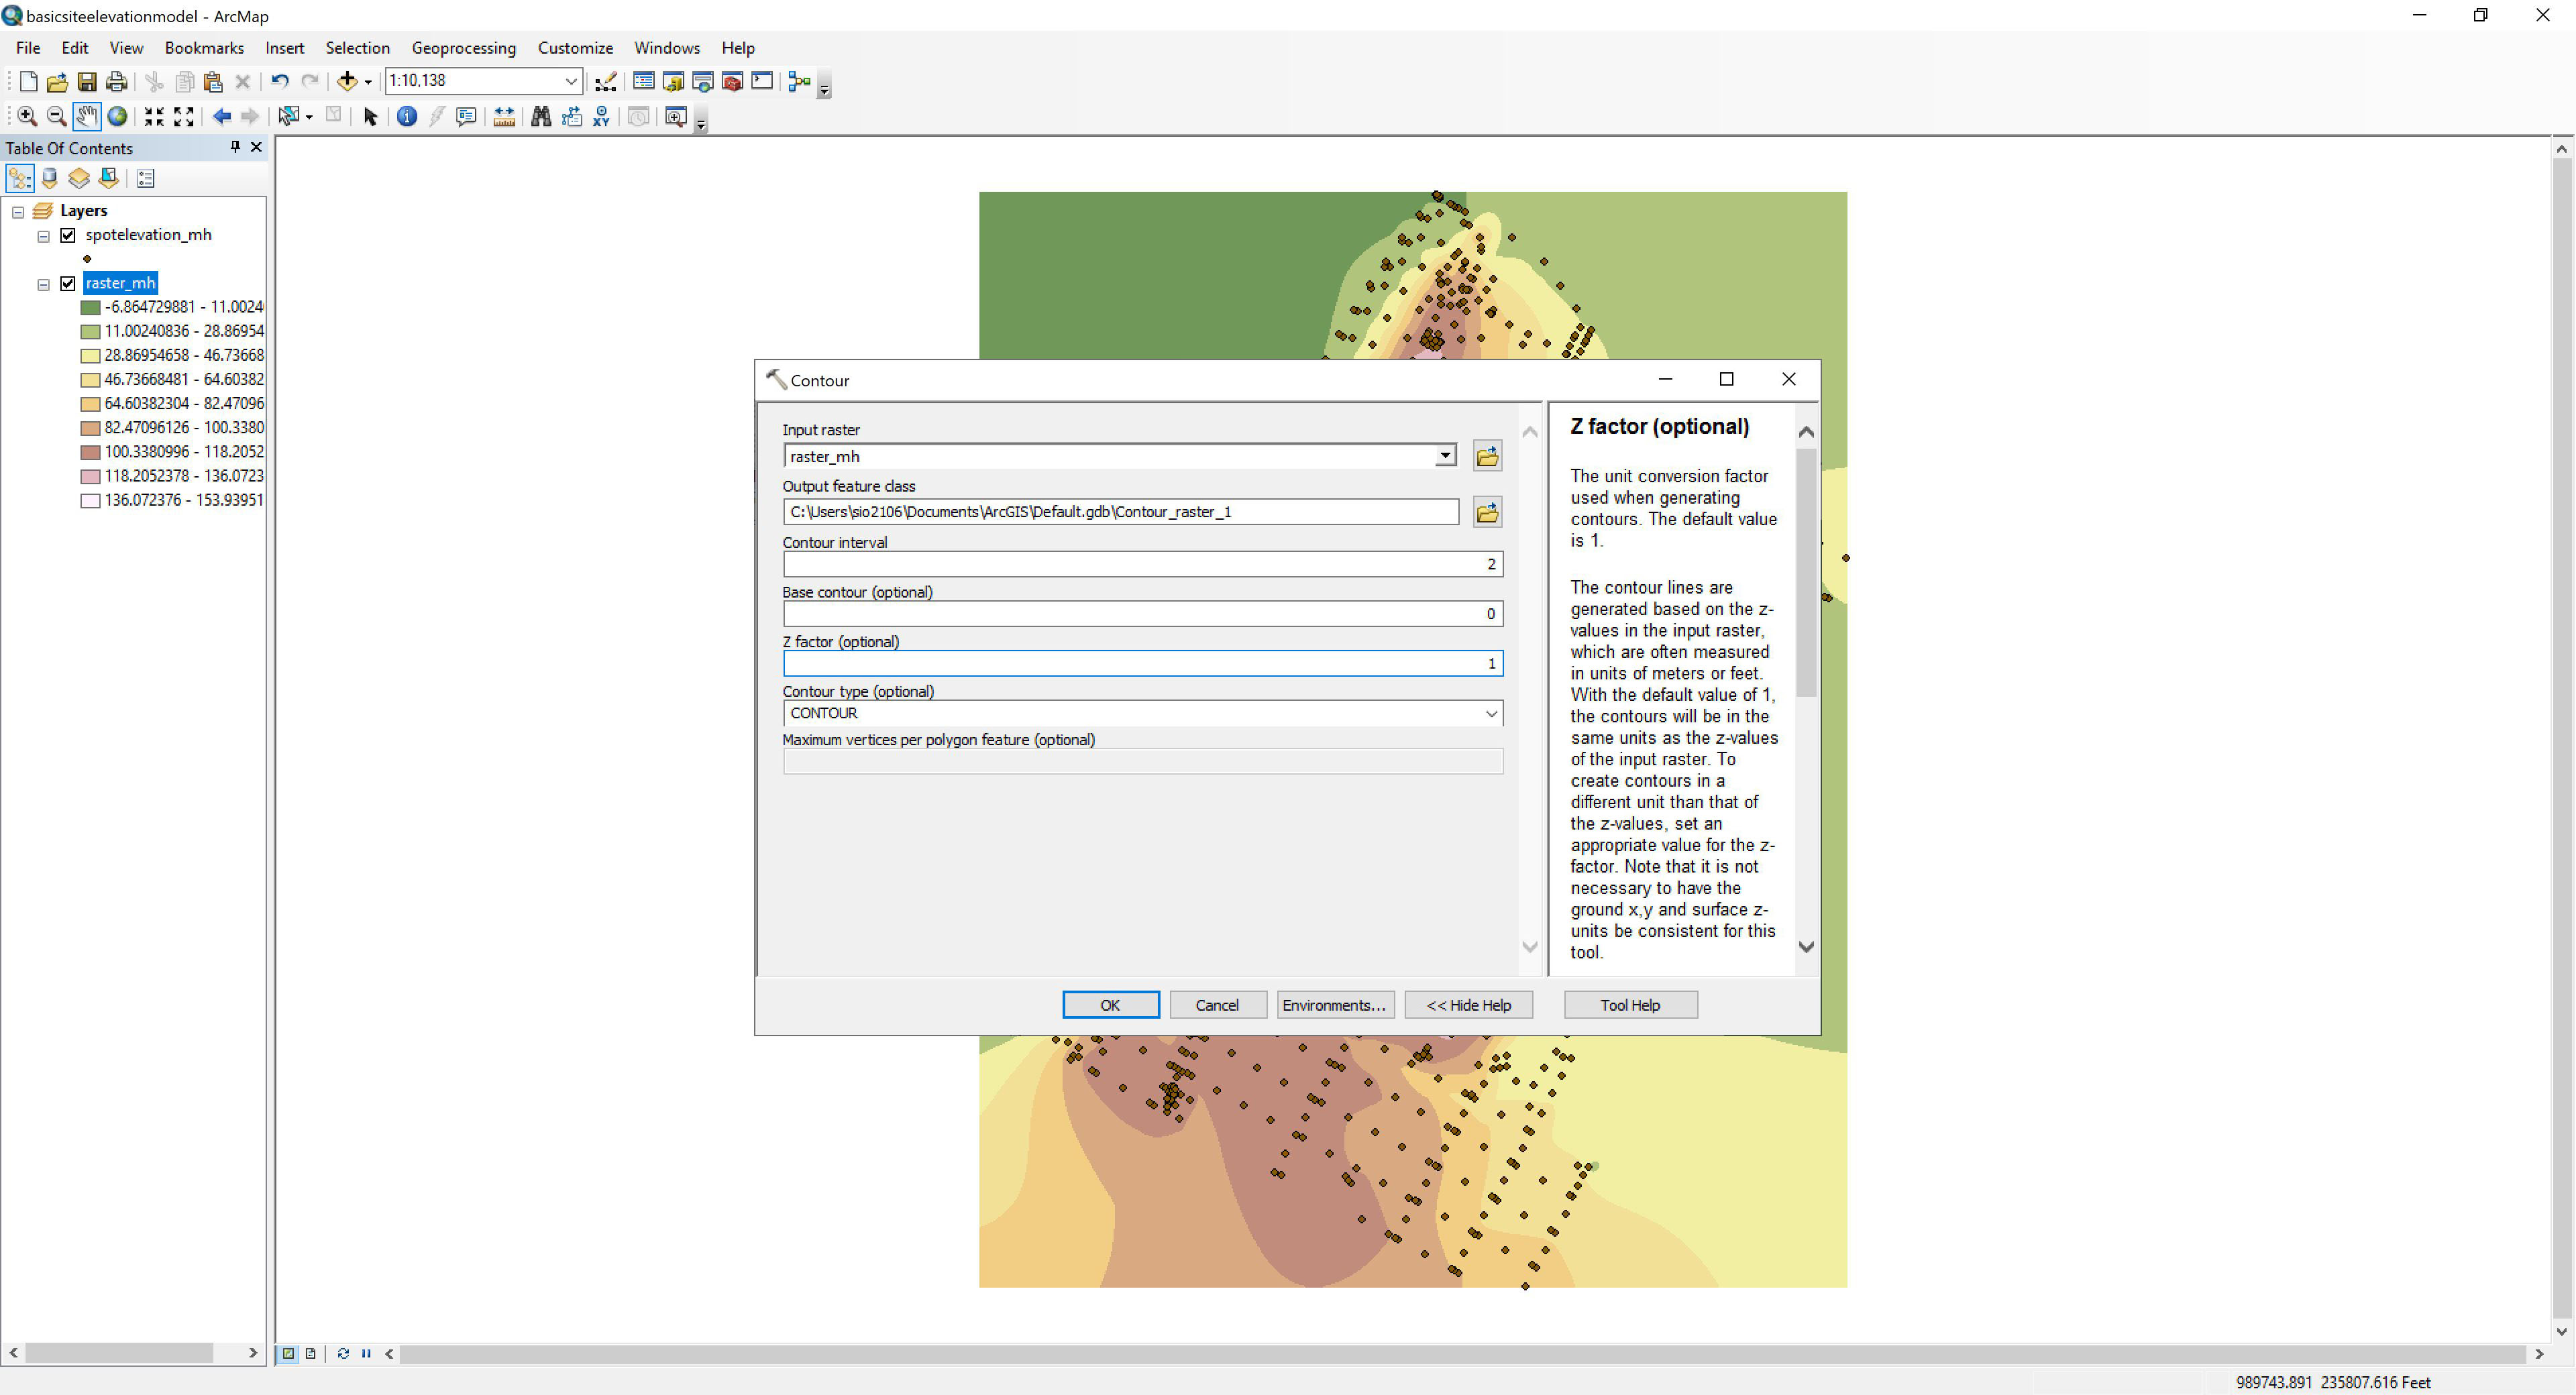 basicsiteelevationmodel - ArcMap
File Edit View Bookmarks Insert Selection Geoprocessing Customize Windows Help
1:10,138
Table Of Contents
Layers
spotelevation_mh
raster_mh
-6.864729881 - 11.0024
11.00240836 - 28.86954
28.86954658 - 46.73668
46.73668481 - 64.60382
64.60382304 - 82.47096
82.47096126 - 100.3380
100.3380996 - 118.2052
118.2052378 - 136.0723
136.072376 - 153.93951
Contour
Input raster
raster_mh
Output feature class
C:\Users\sio2106\Documents\ArcGIS\Default.gdb\Contour_raster_1
Contour interval
2
Base contour (optional)
0
Z factor (optional)
1
Contour type (optional)
CONTOUR
Maximum vertices per polygon feature (optional)
Z factor (optional)
The unit conversion factor
used when generating
contours. The default value
is 1.
The contour lines are
generated based on the z-
values in the input raster,
which are often measured
in units of meters or feet.
With the default value of 1,
the contours will be in the
same units as the z-values
of the input raster. To
create contours in a
different unit than that of
the z-values, set an
appropriate value for the z-
factor. Note that it is not
necessary to have the
ground x,y and surface z-
units be consistent for this
tool.
OK Cancel Environments... << Hide Help Tool Help
989743.891 235807.616 Feet